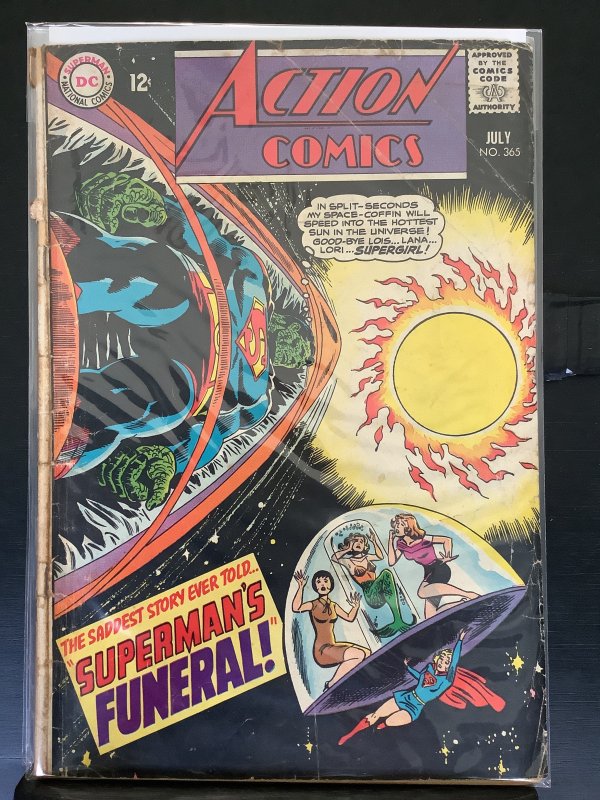 SUPERMAN
DC
NATIONAL COMICS
12¢
ACTION
COMICS
APPROVED
BY THE
COMICS
CODE
CA
AUTHORITY
JULY
NO. 365
IN SPLIT-SECONDS
MY SPACE-COFFIN WILL
SPEED INTO THE HOTTEST
SUN IN THE UNIVERSE!
GOOD-BYE LOIS...LANA...
LORI...SUPERGIRL!
S
THE SADDEST STORY EVER TOLD...
"SUPERMAN'S
FUNERAL!"